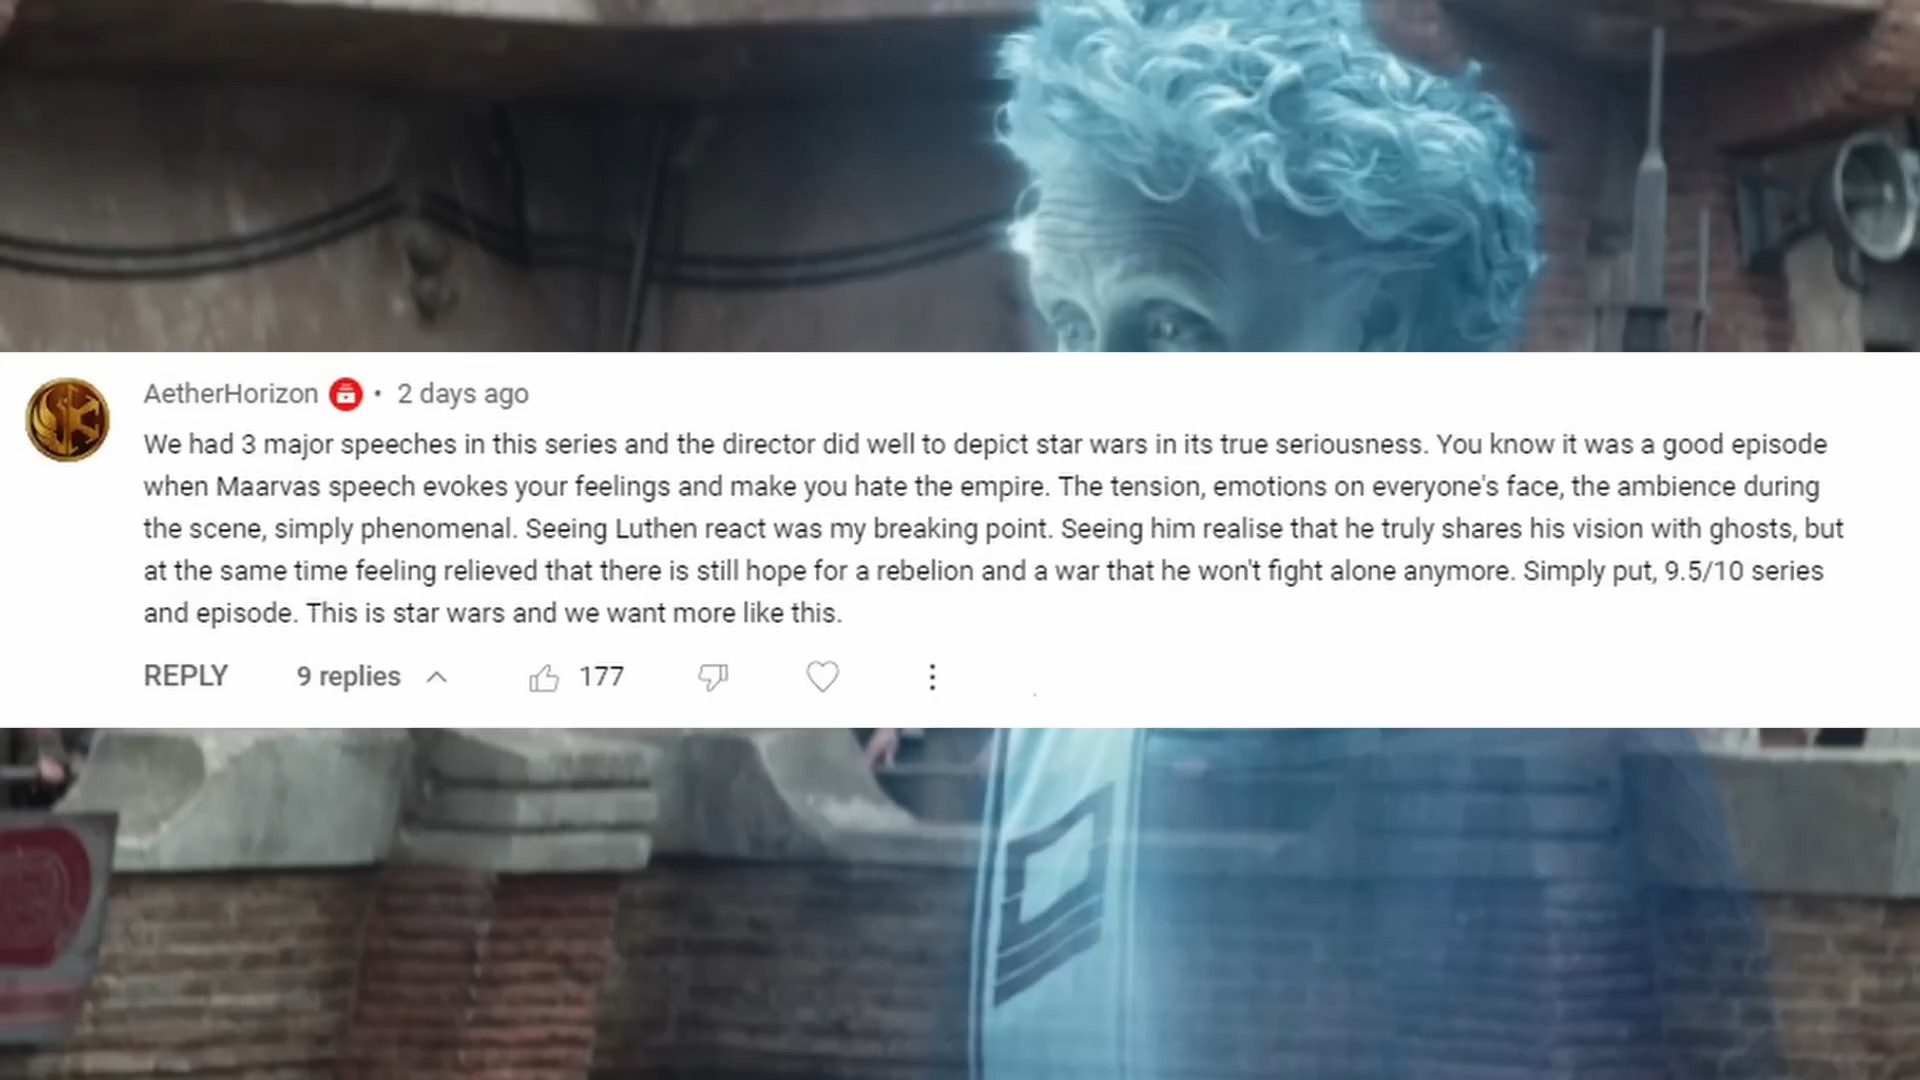 AetherHorizon • 2 days ago
We had 3 major speeches in this series and the director did well to depict star wars in its true seriousness. You know it was a good episode
when Maarvas speech evokes your feelings and make you hate the empire. The tension, emotions on everyone's face, the ambience during
the scene, simply phenomenal. Seeing Luthen react was my breaking point. Seeing him realise that he truly shares his vision with ghosts, but
at the same time feeling relieved that there is still hope for a rebelion and a war that he won't fight alone anymore. Simply put, 9.5/10 series
and episode. This is star wars and we want more like this.
REPLY 9 replies 177